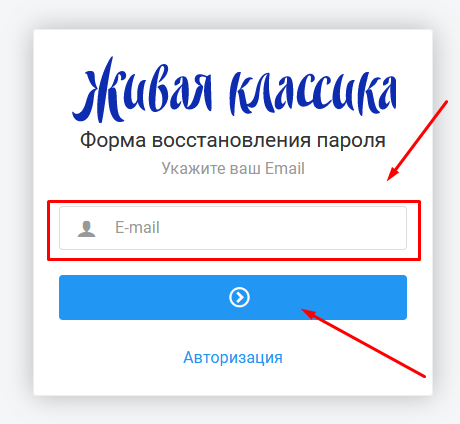 Живая классика
Форма восстановления пароля
Укажите ваш Email
E-mail
Авторизация